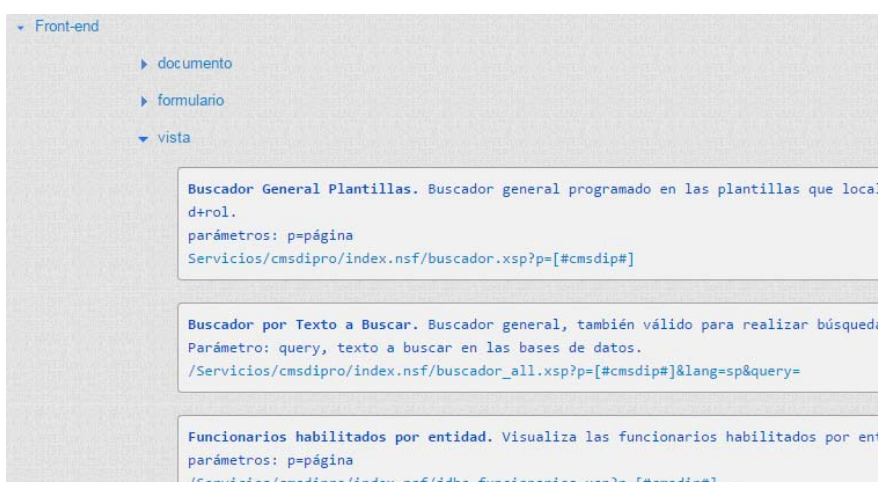 Front-end
documento
formulario
vista
Buscador General Plantillas. Buscador general programado en las plantillas que
d+rol.
parámetros: p=página
Servicios/cmsdipro/index.nsf/buscador.xsp?p=[#cmsdip#]
Buscador por Texto a Buscar. Buscador general, también válido para realizar
Parámetro: query, texto a buscar en las bases de datos.
/Servicios/cmsdipro/index.nsf/buscador_all.xsp?p=[#cmsdip#]&lang=sp&query=
Funcionarios habilitados por entidad. Visualiza las funcionarios habilitados por
parámetros: p=página